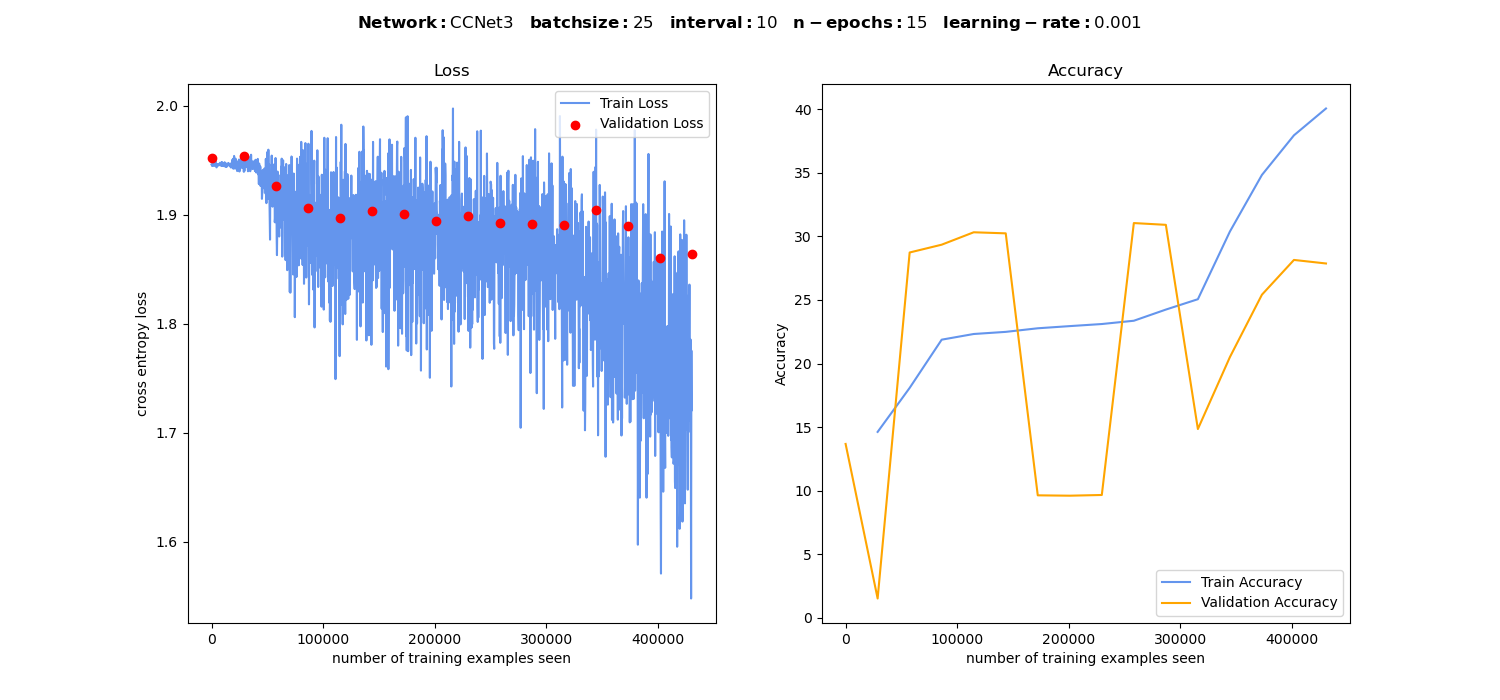 Network: CCNet3 batchsize: 25 interval: 10 n − epochs: 15 learning − rate: 0.001
Loss
2.0
1.9
1.8
1.7
1.6
cross entropy loss
Train Loss
Validation Loss
0 100000 200000 300000 400000
number of training examples seen
Accuracy
40
35
30
25
20
15
10
5
0
Accuracy
Train Accuracy
Validation Accuracy
0 100000 200000 300000 400000
number of training examples seen